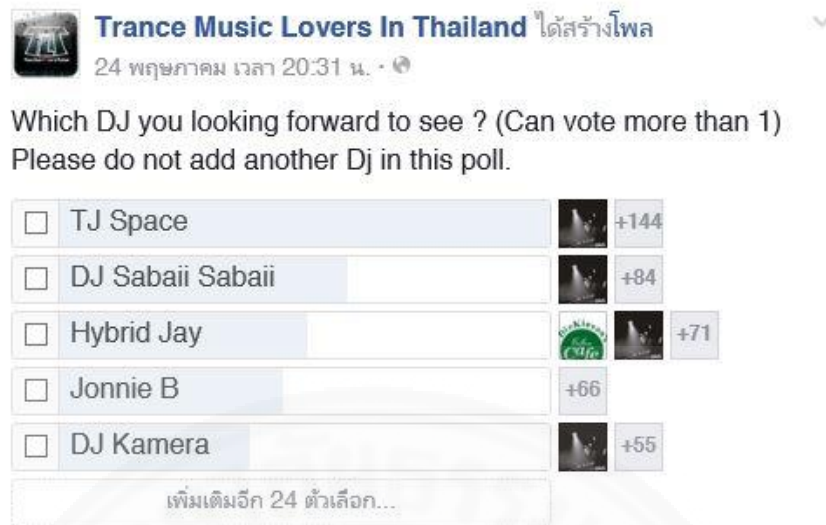 Trance Music Lovers In Thailand ได้สร้างโพล
24 พฤษภาคม เวลา 20:31 น. ·
Which DJ you looking forward to see ? (Can vote more than 1)
Please do not add another Dj in this poll.
TJ Space +144
DJ Sabaii Sabaii +84
Hybrid Jay +71
Jonnie B +66
DJ Kamera +55
เพิ่มเติมอีก 24 ตัวเลือก...